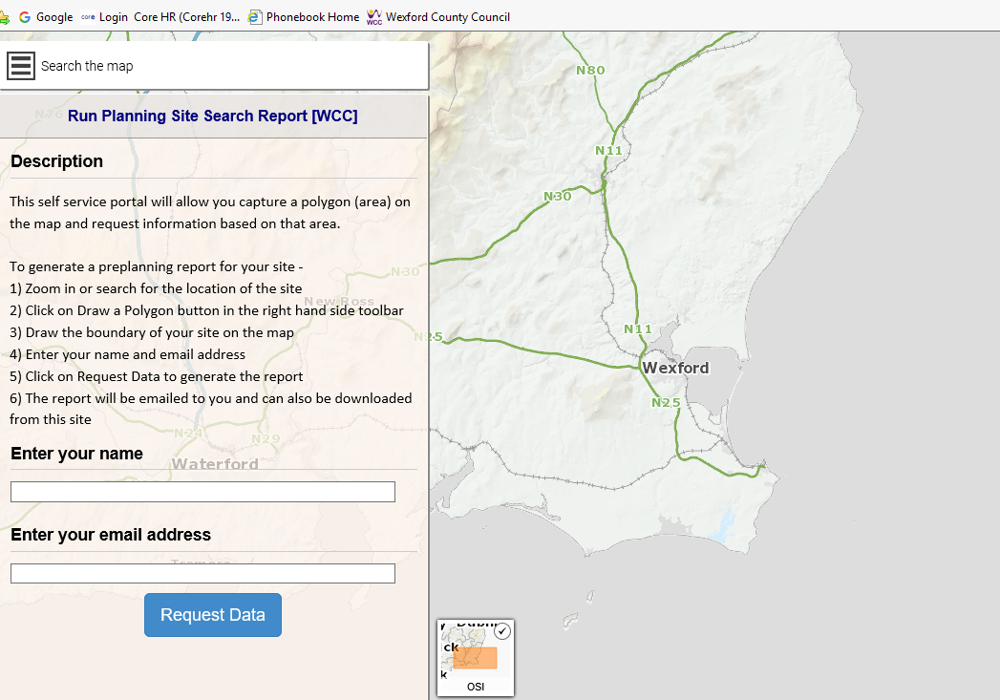 Google core Login Core HR (Corehr 19... Phonebook Home WCC Wexford County Council
Search the map
Run Planning Site Search Report [WCC]
Description
This self service portal will allow you capture a polygon (area) on
the map and request information based on that area.
To generate a preplanning report for your site -
1) Zoom in or search for the location of the site
2) Click on Draw a Polygon button in the right hand side toolbar
3) Draw the boundary of your site on the map
4) Enter your name and email address
5) Click on Request Data to generate the report
6) The report will be emailed to you and can also be downloaded
from this site
Enter your name
Enter your email address
Request Data
N76
N30
New Ross
N25
N24
N29
Waterford
Tramore
N80
N11
N30
N11
Wexford
N25
ck
k
OSI